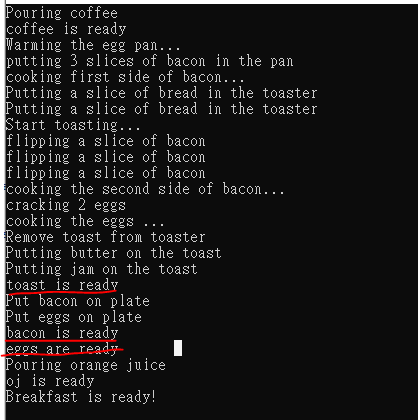 Pouring coffee
coffee is ready
Warming the egg pan...
putting 3 slices of bacon in the pan
cooking first side of bacon...
Putting a slice of bread in the toaster
Putting a slice of bread in the toaster
Start toasting...
flipping a slice of bacon
flipping a slice of bacon
flipping a slice of bacon
cooking the second side of bacon...
cracking 2 eggs
cooking the eggs ...
Remove toast from toaster
Putting butter on the toast
Putting jam on the toast
toast is ready
Put bacon on plate
Put eggs on plate
bacon is ready
eggs are ready
Pouring orange juice
oj is ready
Breakfast is ready!